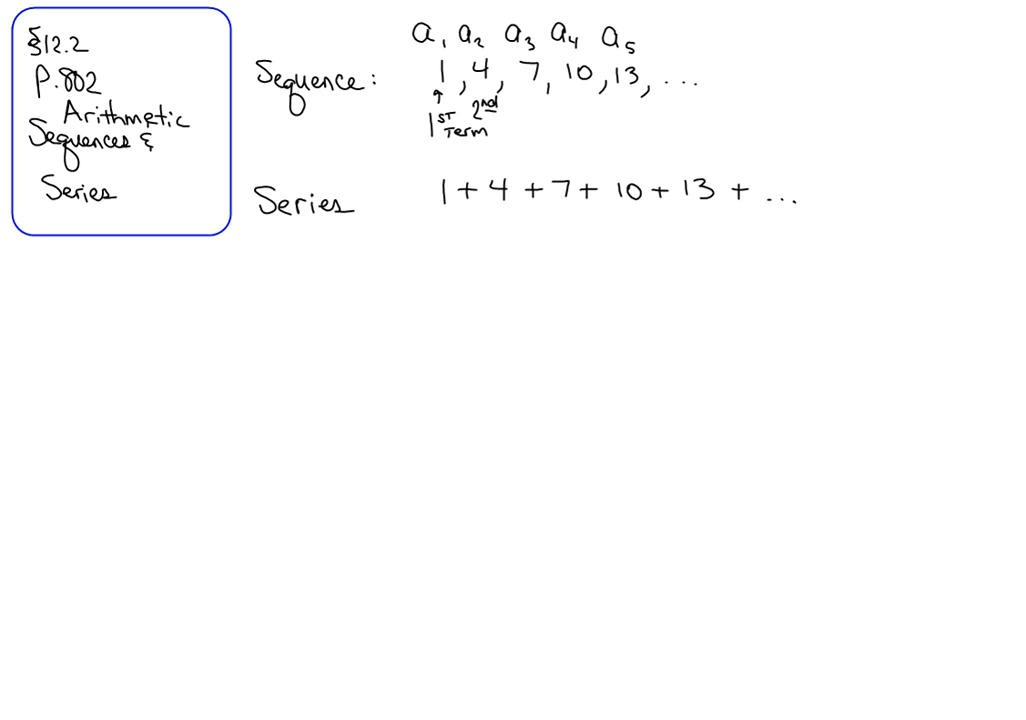 §12.2
P.802
Arithmetic
Sequences &
Series
a₁ a₂ a₃ a₄ a₅
Sequence: 1, 4, 7, 10, 13, ...
↑ 2nd
1ST Term
Series 1 + 4 + 7 + 10 + 13 + ...